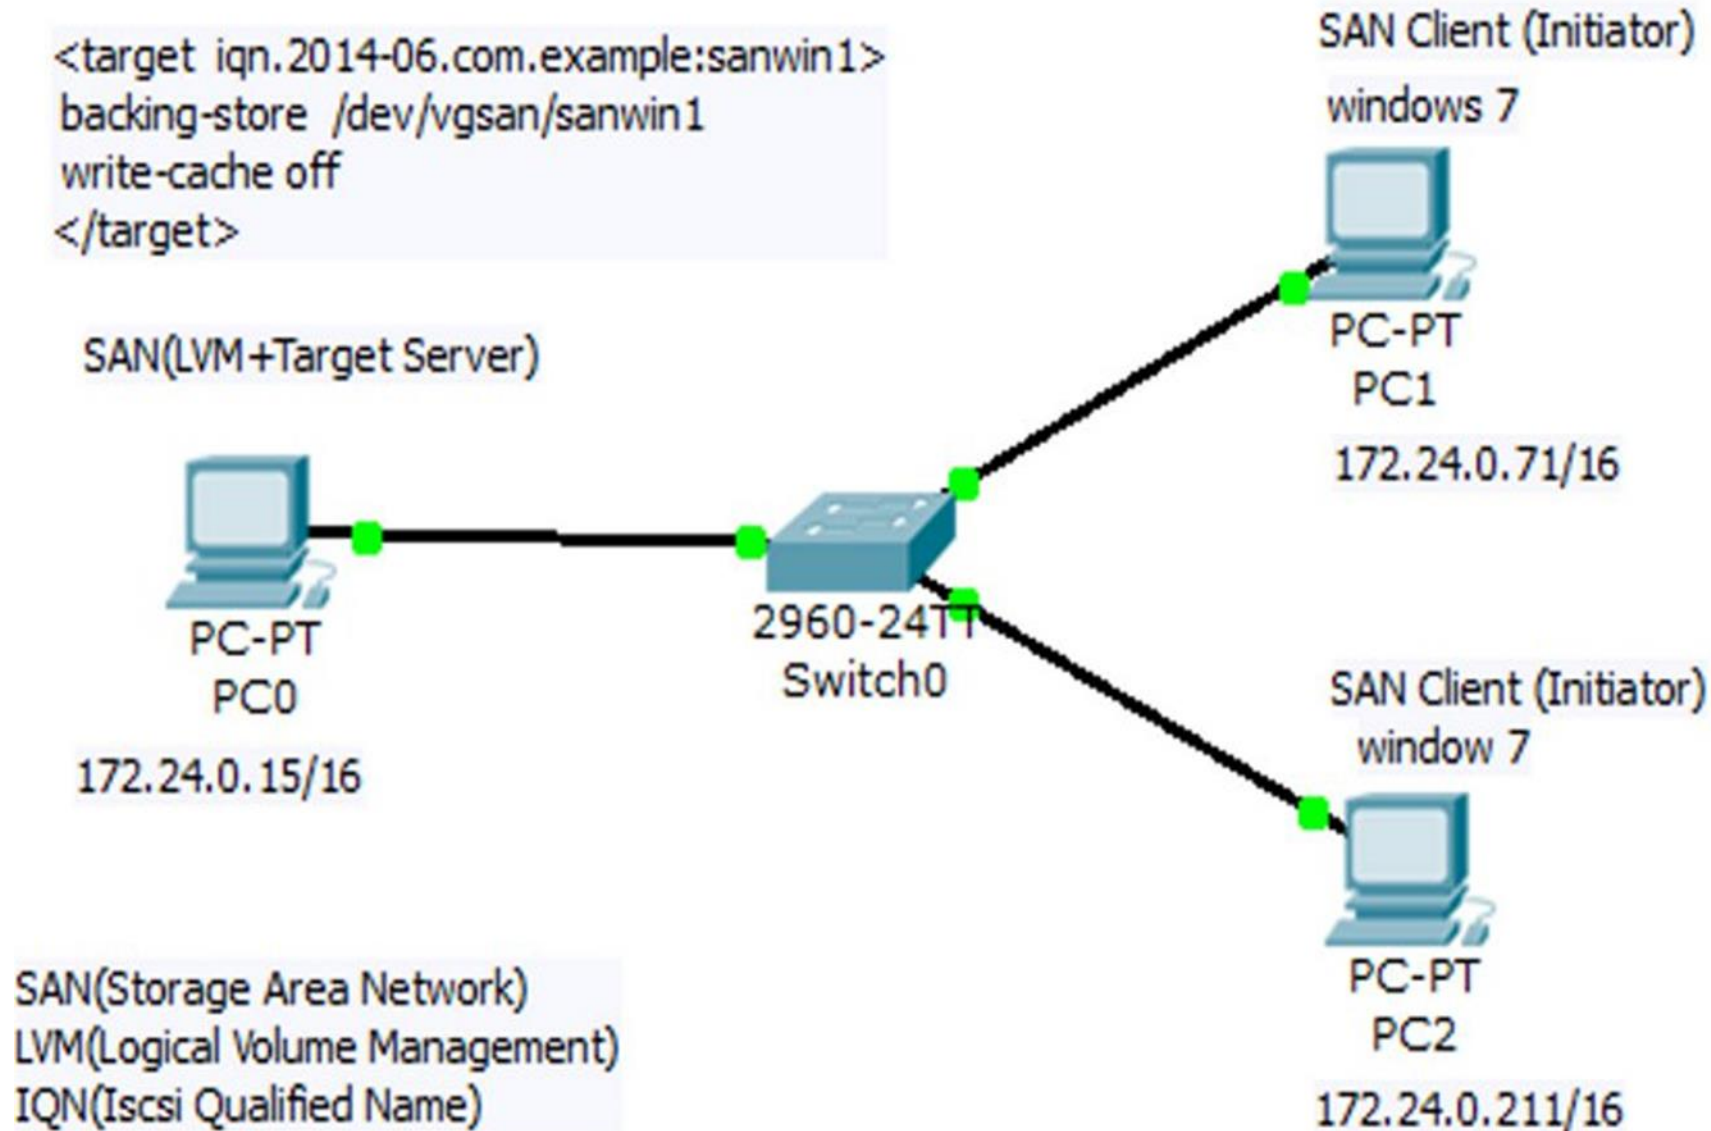 <target iqn.2014-06.com.example:sanwin1>
backing-store /dev/vgsan/sanwin1
write-cache off
</target>
SAN Client (Initiator)
windows 7
PC-PT
PC1
172.24.0.71/16
SAN(LVM+Target Server)
PC-PT
PC0
172.24.0.15/16
2960-24TT
Switch0
SAN Client (Initiator)
window 7
PC-PT
PC2
172.24.0.211/16
SAN(Storage Area Network)
LVM(Logical Volume Management)
IQN(Iscsi Qualified Name)